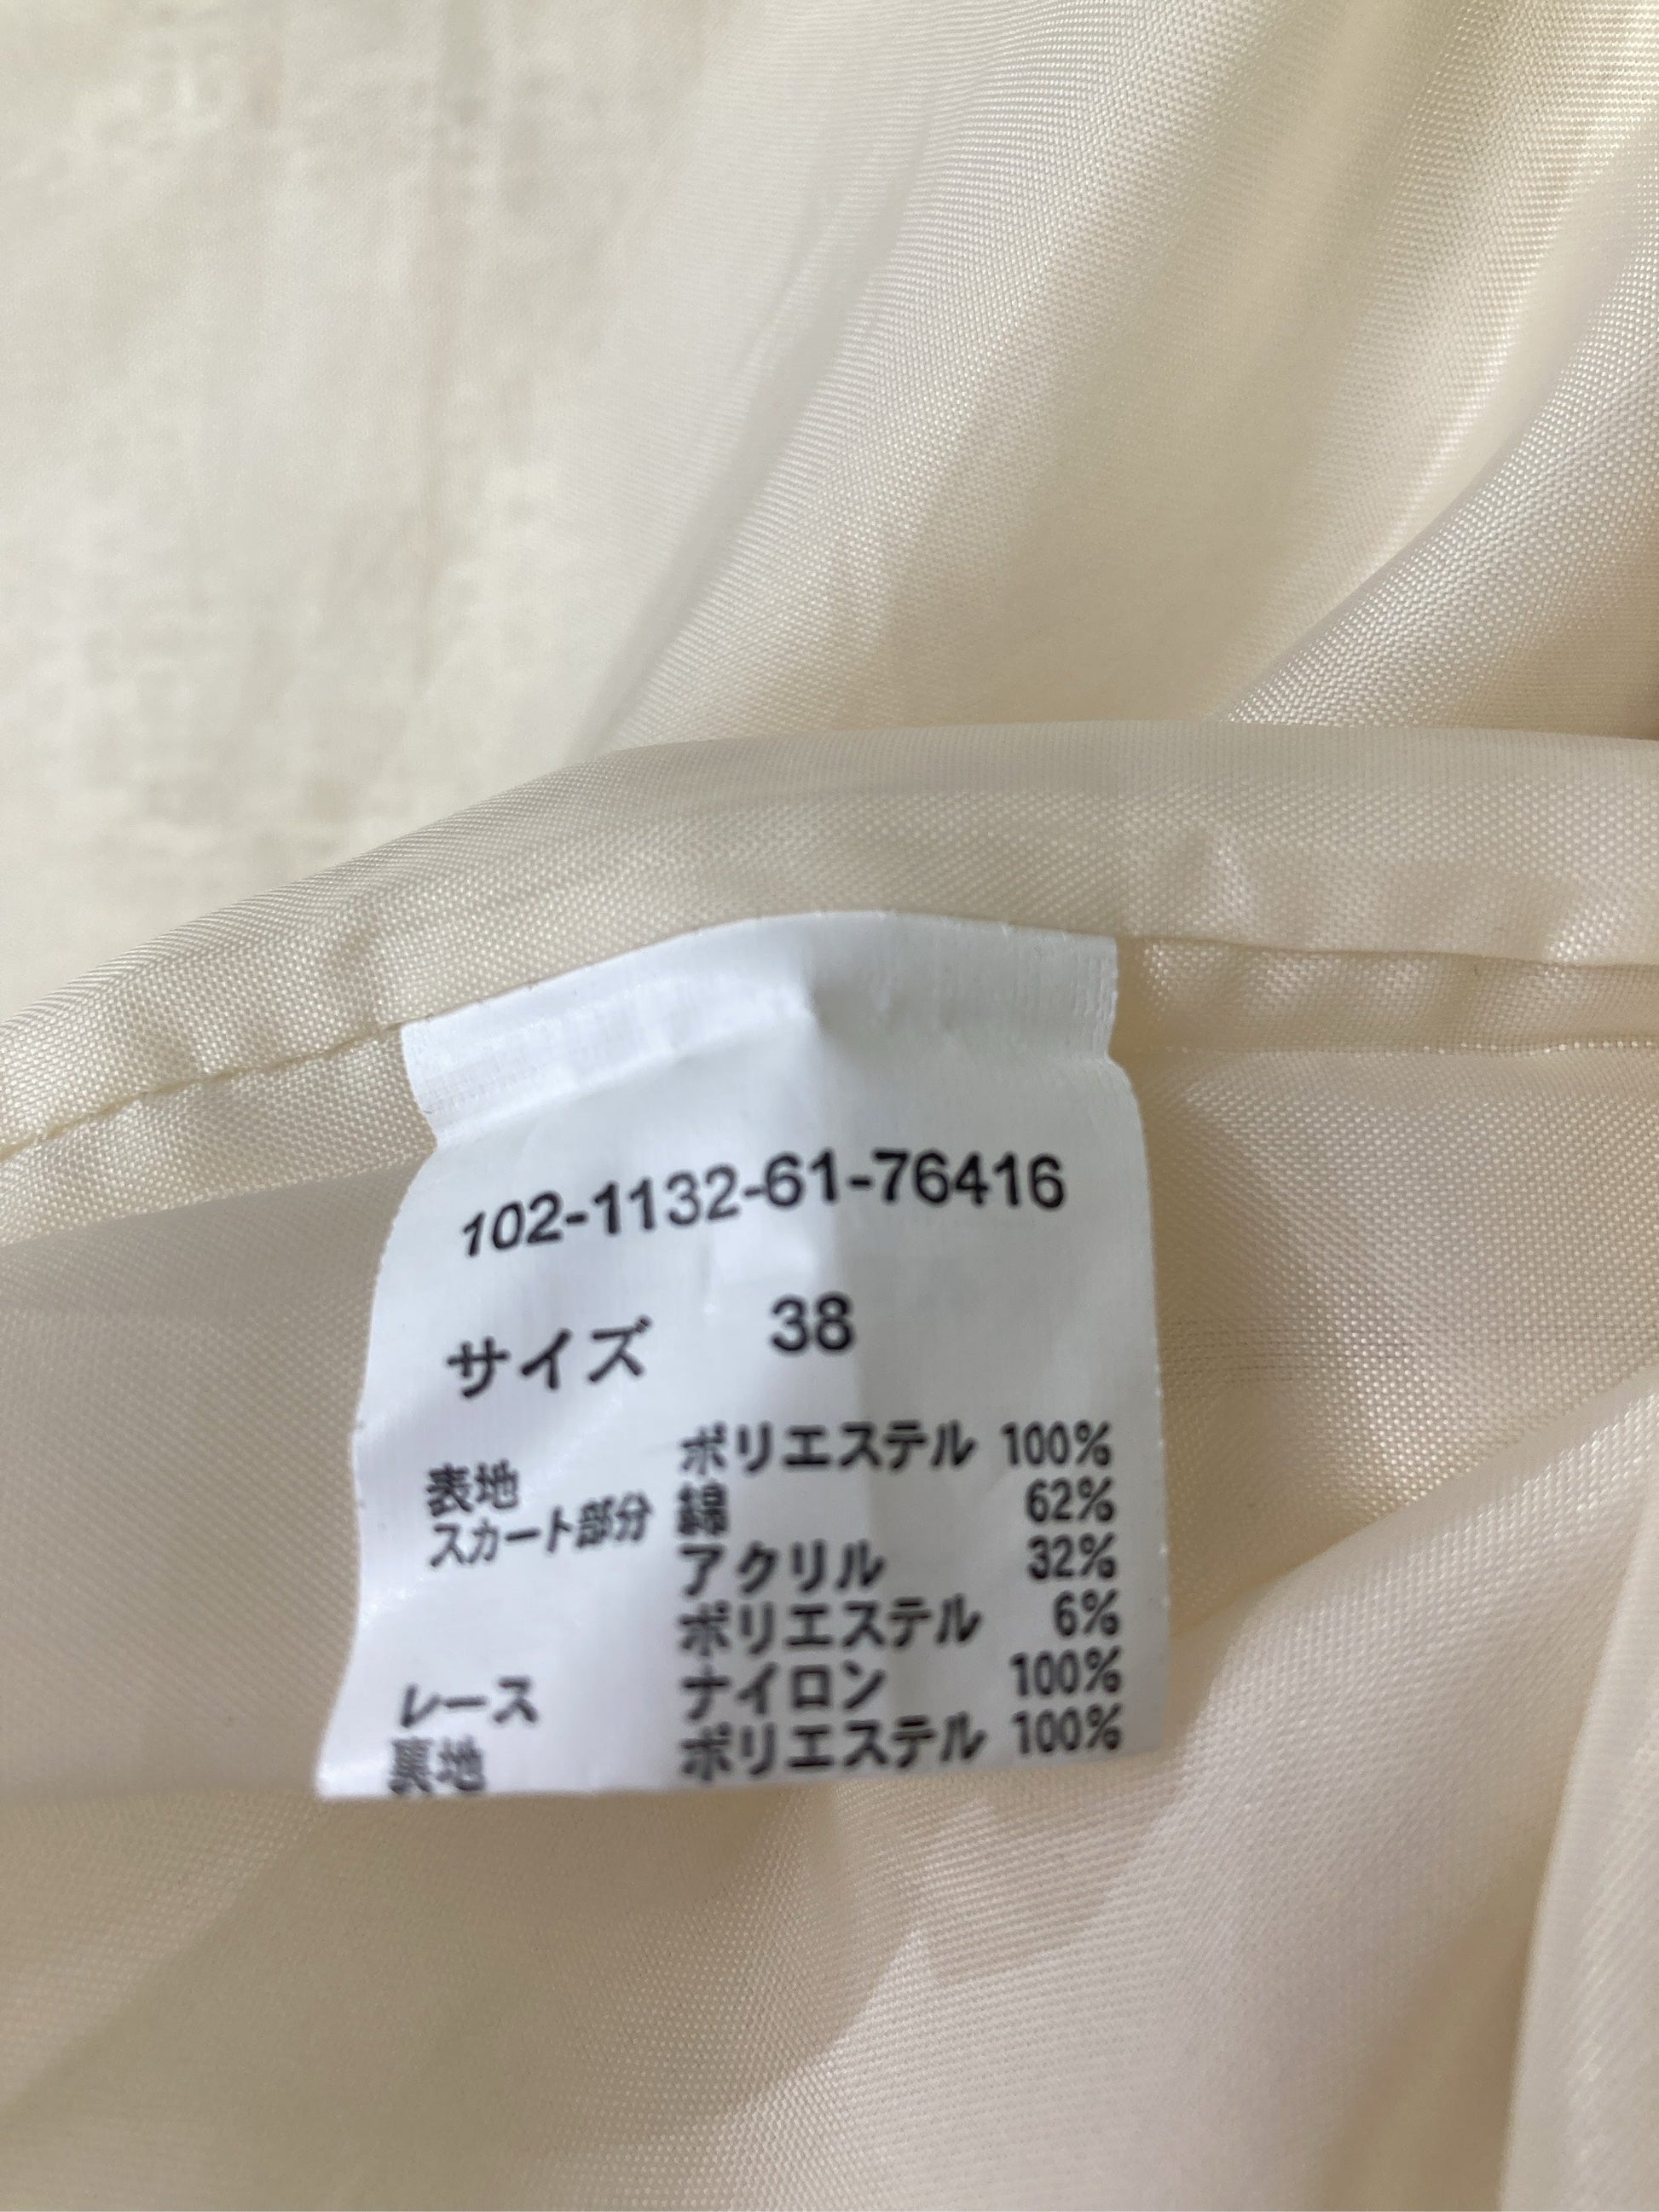 102-1132-61-76416
サイズ 38
表地 ポリエステル 100%
スカート部分 綿 62%
アクリル 32%
ポリエステル 6%
レース ナイロン 100%
裏地 ポリエステル 100%